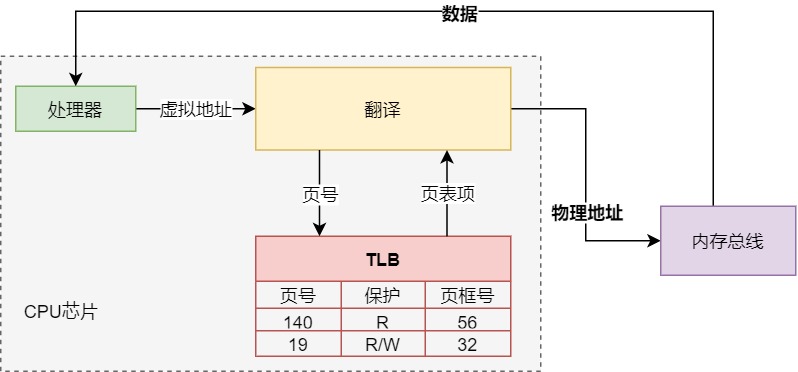 数据
处理器
虚拟地址
翻译
页号
页表项
物理地址
内存总线
TLB
页号 保护 页框号
140 R 56
19 R/W 32
CPU芯片